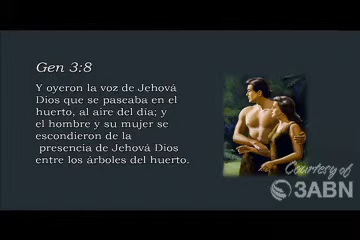 Gen 3:8
Y oyeron la voz de Jehová
Dios que se paseaba en el
huerto, al aire del día; y
el hombre y su mujer se
escondieron de la
presencia de Jehová Dios
entre los árboles del huerto.
Courtesy of
3ABN